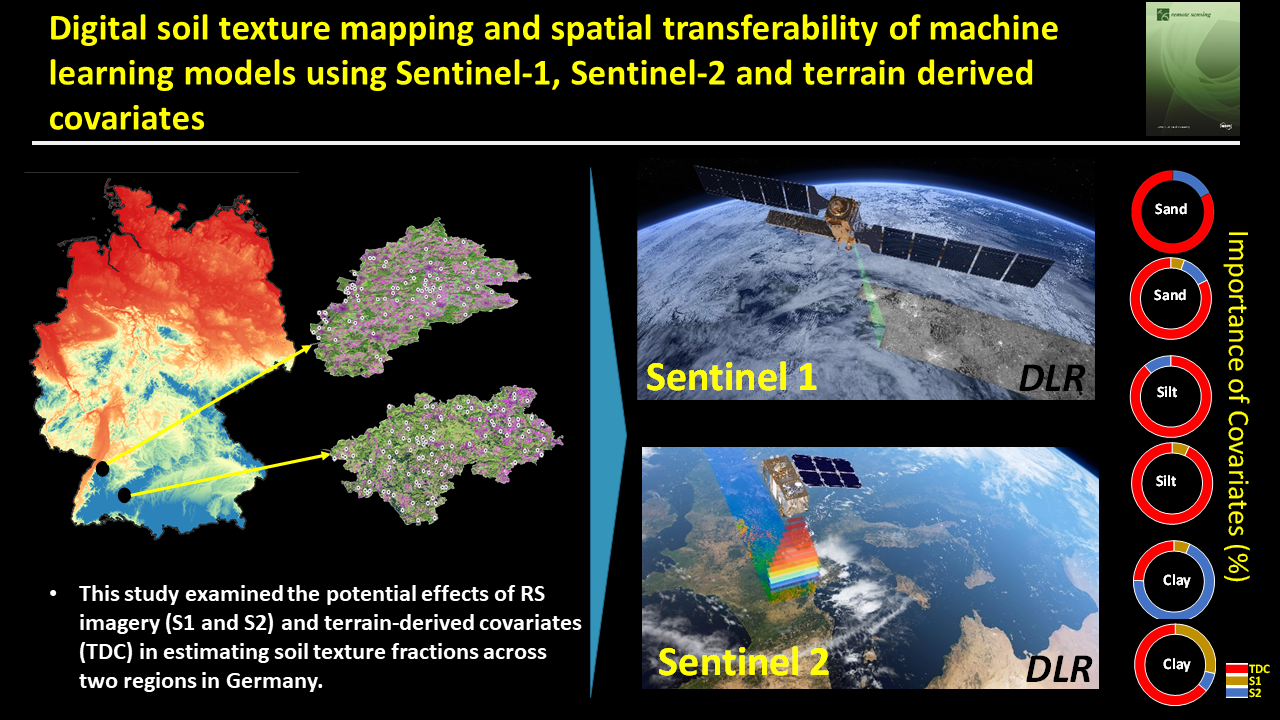 Digital soil texture mapping and spatial transferability of machine
learning models using Sentinel-1, Sentinel-2 and terrain derived
covariates
remote sensing
Sentinel 1
DLR
Sentinel 2
DLR
• This study examined the potential effects of RS
imagery (S1 and S2) and terrain-derived covariates
(TDC) in estimating soil texture fractions across
two regions in Germany.
Sand
Sand
Silt
Silt
Clay
Clay
Importance of Covariates (%)
TDC
S1
S2